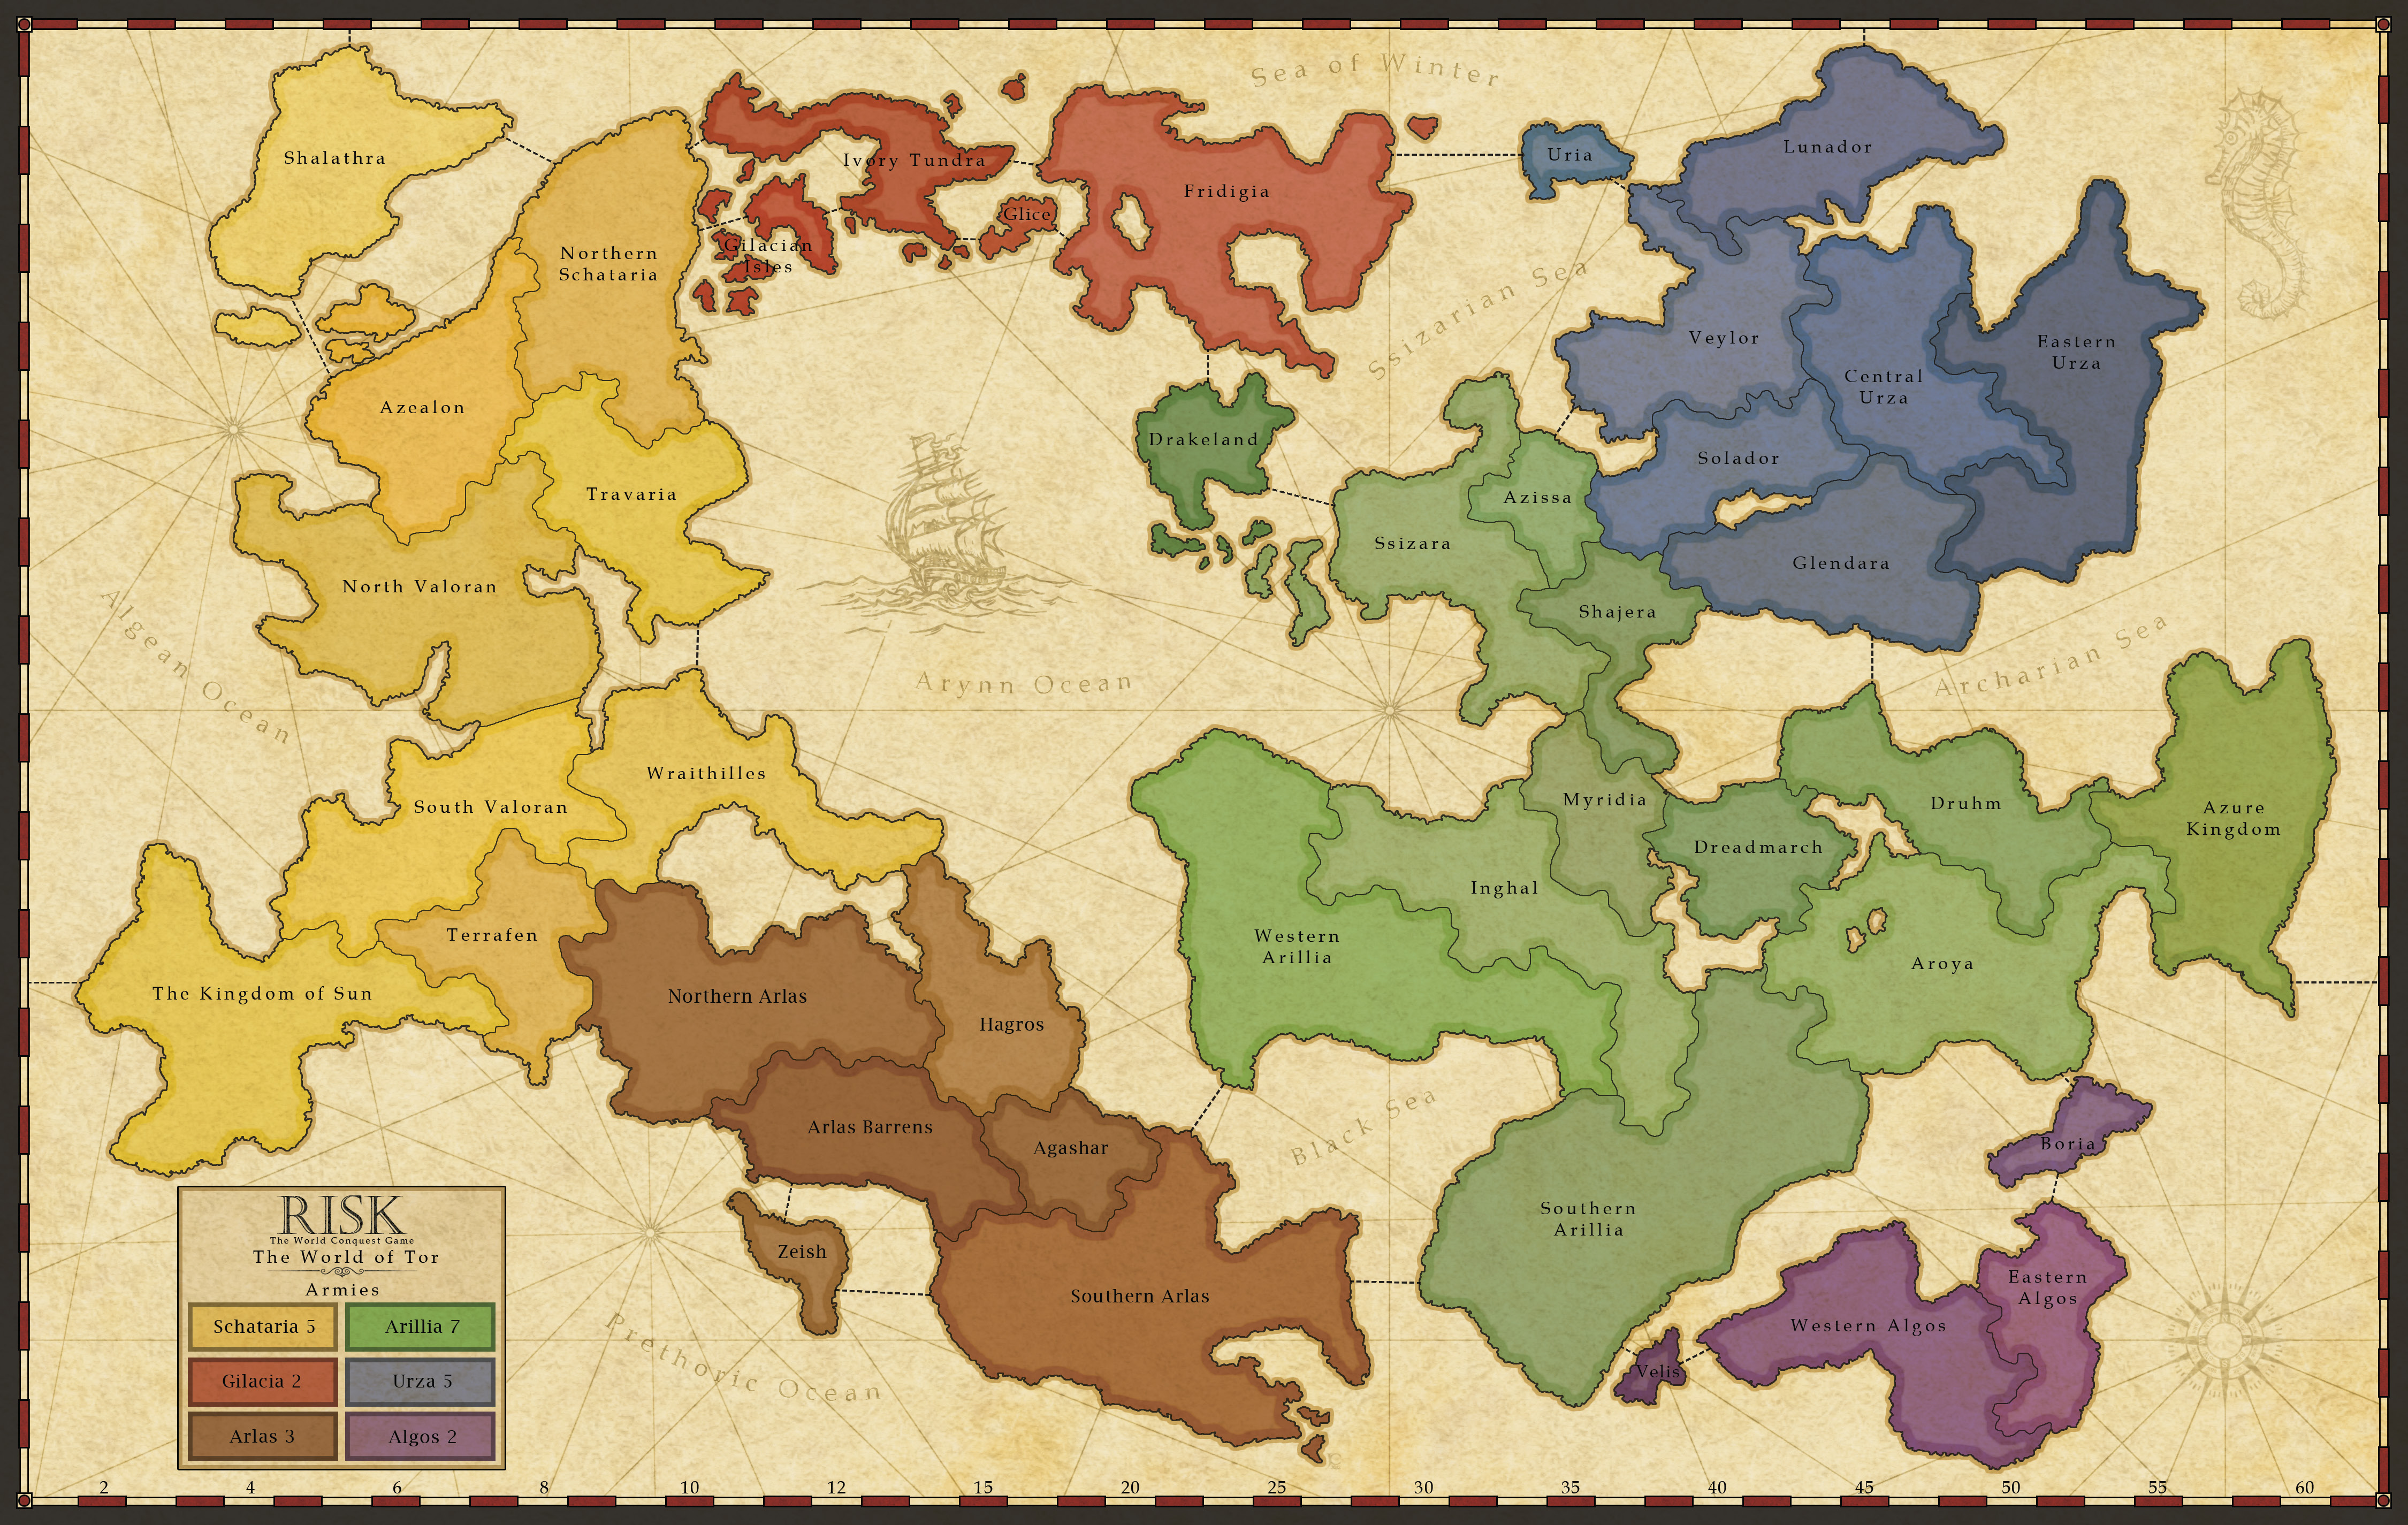 Sea of Winter
Shalathra
Ivory Tundra
Fridigia
Uria
Lunador
Glice
Northern
Schataria
Gilacian
Isles
Ssizarian Sea
Veylor
Eastern
Urza
Central
Urza
Azealon
Drakeland
Solador
Travaria
Azissa
Ssizara
Glendara
North Valoran
Shajera
Algean Ocean
Arynn Ocean
Archarian Sea
Wraithilles
South Valoran
Myridia
Druhm
Azure
Kingdom
Dreadmarch
Inghal
Terrafen
Western
Arillia
Aroya
The Kingdom of Sun
Northern Arlas
Hagros
Black Sea
Arlas Barrens
Agashar
Boria
Southern
Arillia
Zeish
Southern Arlas
Eastern
Algos
Western Algos
Velis
Prethoric Ocean
RISK
The World Conquest Game
The World of Tor
Armies
Schataria 5
Arillia 7
Gilacia 2
Urza 5
Arlas 3
Algos 2
2 4 6 8 10 12 15 20 25 30 35 40 45 50 55 60